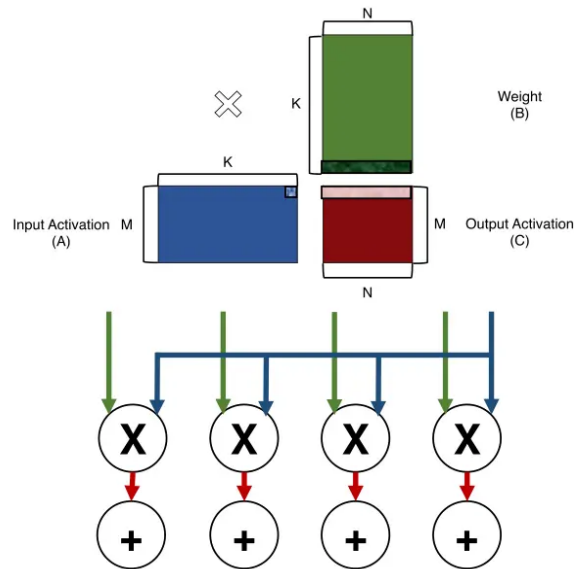 N
K
Weight
(B)
K
Input Activation
(A)
M
M
Output Activation
(C)
N
X
X
X
X
+
+
+
+